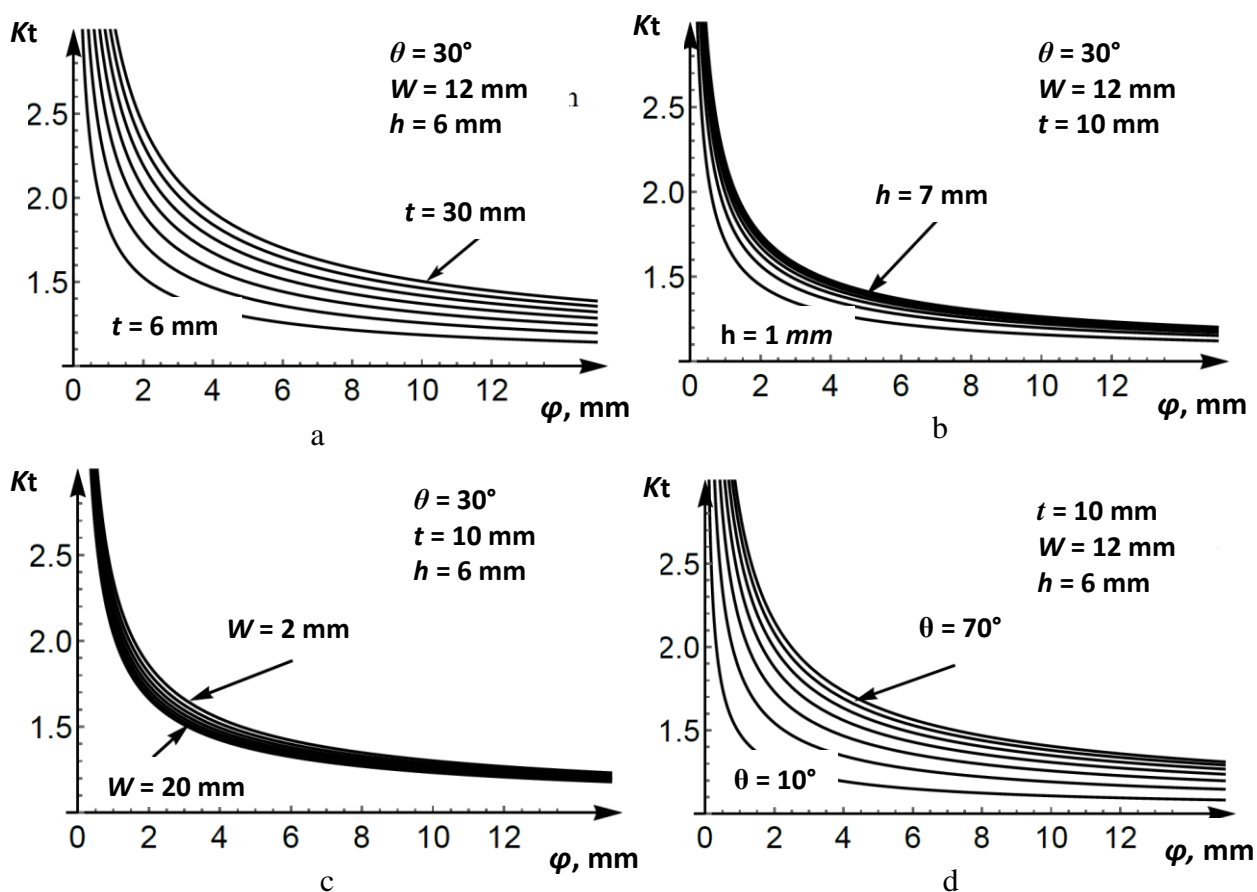 Kt
θ = 30°
W = 12 mm
h = 6 mm
2.5
2.0
1.5
t = 30 mm
t = 6 mm
0 2 4 6 8 10 12
φ, mm
a
Kt
θ = 30°
W = 12 mm
t = 10 mm
2.5
2.0
1.5
h = 7 mm
h = 1 mm
0 2 4 6 8 10 12
φ, mm
b
Kt
θ = 30°
t = 10 mm
h = 6 mm
2.5
2.0
1.5
W = 2 mm
W = 20 mm
0 2 4 6 8 10 12
φ, mm
c
Kt
t = 10 mm
W = 12 mm
h = 6 mm
2.5
2.0
1.5
θ = 70°
θ = 10°
0 2 4 6 8 10 12
φ, mm
d